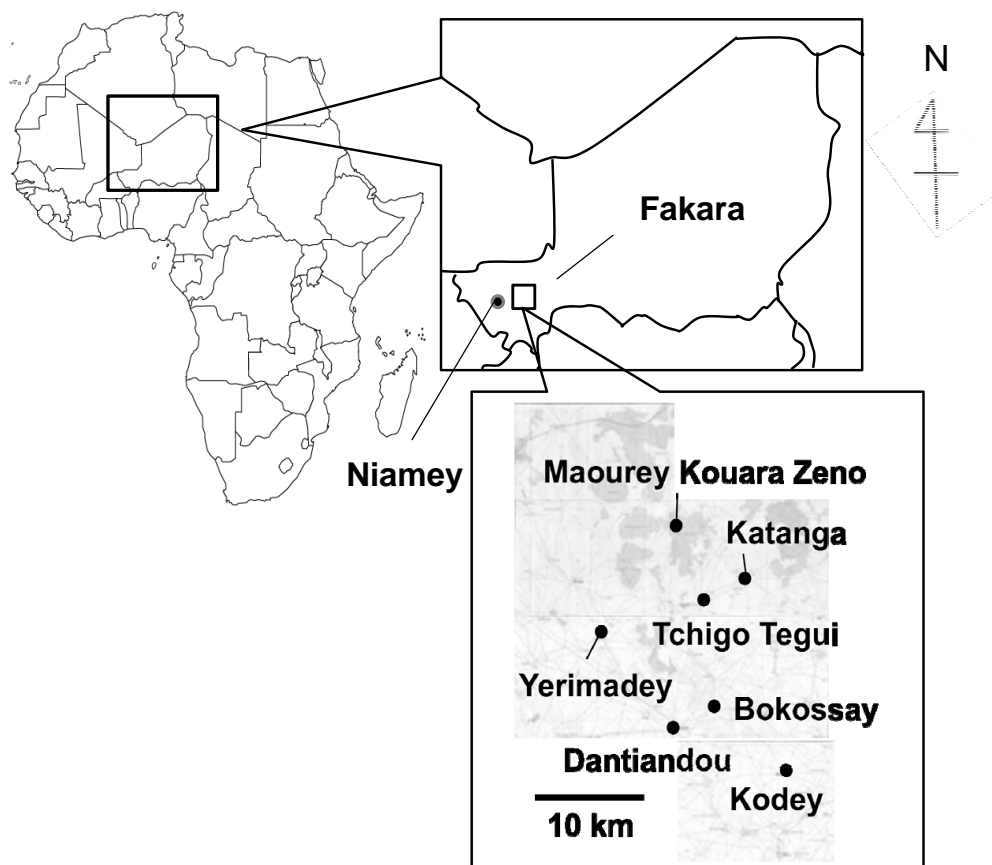 N
Fakara
Niamey
Maourey Kouara Zeno
Katanga
Tchigo Tegui
Yerimadey
Bokossay
Dantiandou
Kodey
10 km